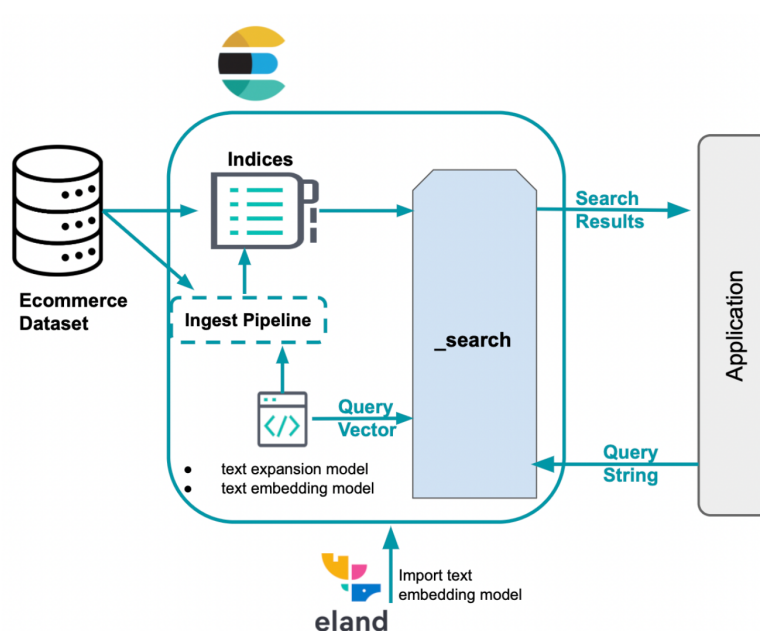 Indices
Ecommerce
Dataset
Ingest Pipeline
</>
Query
Vector
• text expansion model
• text embedding model
_search
Search
Results
Query
String
Application
Import text
embedding model
eland